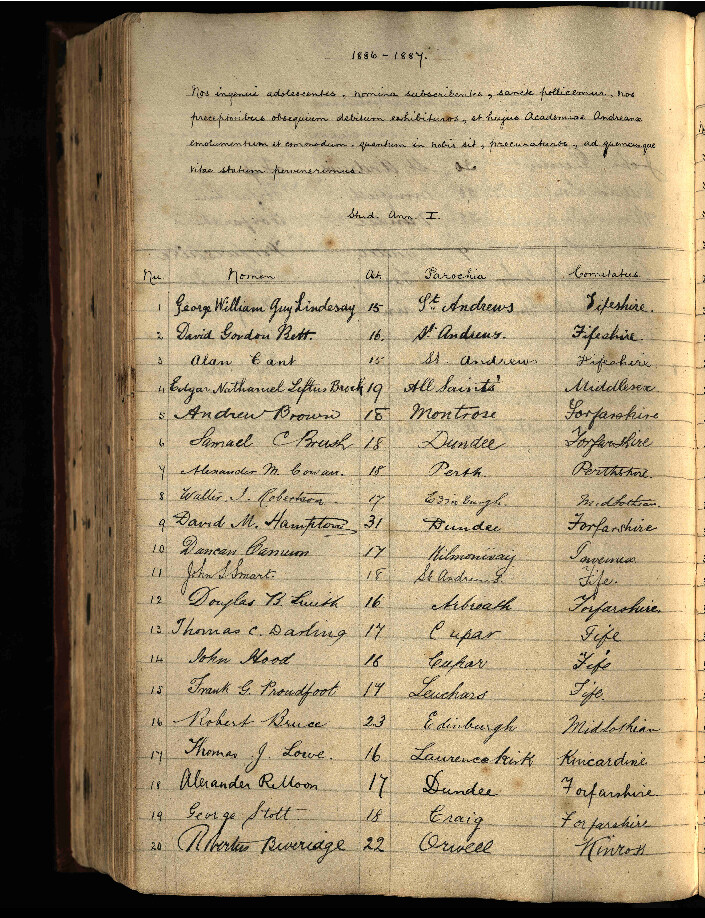 1886 - 1887.
Nos ingenui adolescentes, nomina subscribentes, sancte pollicemur, nos
preceptoribus obsequium debitum exhibituros, et hujus Academiae Andreanae
emolumentum et commodum, quantum in nobis sit, procuraturos, ad quemcunque
vitae statum pervenerimus.
Stud. Ann. I.
Nu. Nomen Aet. Parochia Comitatus
1 George William Guy Lindesay 15 St. Andrews Fifeshire.
2 David Gordon Bett. 16. St Andrews. Fifeshire.
3 Alan Cant 15 St. Andrews Fifeshire
4 Edgar Nathaniel Loftus Brock 19 All Saints' Middlesex
5 Andrew Brown 18 Montrose Forfarshire
6 Samuel C Brush 18 Dundee Forfarshire
7 Alexander M. Cowan. 18 Perth. Perthshire.
8 Walter J. Robertson 17 Edinburgh. Midlothian.
9 David M. Hampton 31 Dundee Forfarshire
10 Duncan Cameron 17 Kilmonivaig Inverness
11 John S. Smart. 18 St Andrews. Fife.
12 Douglas B. Smith 16 Arbroath Forfarshire.
13 Thomas C. Darling 17 Cupar Fife
14 John Hood 16 Cupar Fife
15 Frank G. Proudfoot 17 Leuchars Fife.
16 Robert Bruce 23 Edinburgh Midlothian
17 Thomas J. Lowe. 16 Laurencekirk Kincardine
18 Alexander R. Moon 17 Dundee Forfarshire.
19 George Stott 18 Craig Forfarshire
20 Robertus Beveridge 22 Orwell Kinross